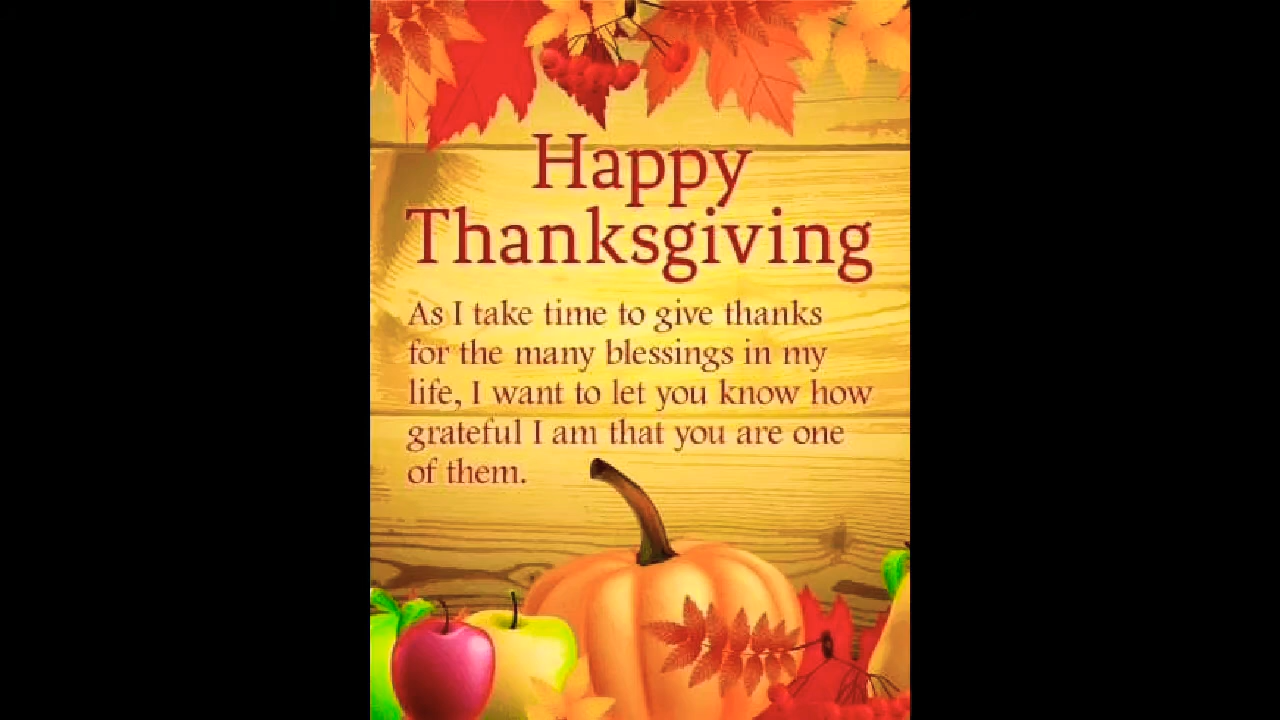 Happy
Thanksgiving
As I take time to give thanks
for the many blessings in my
life, I want to let you know how
grateful I am that you are one
of them.